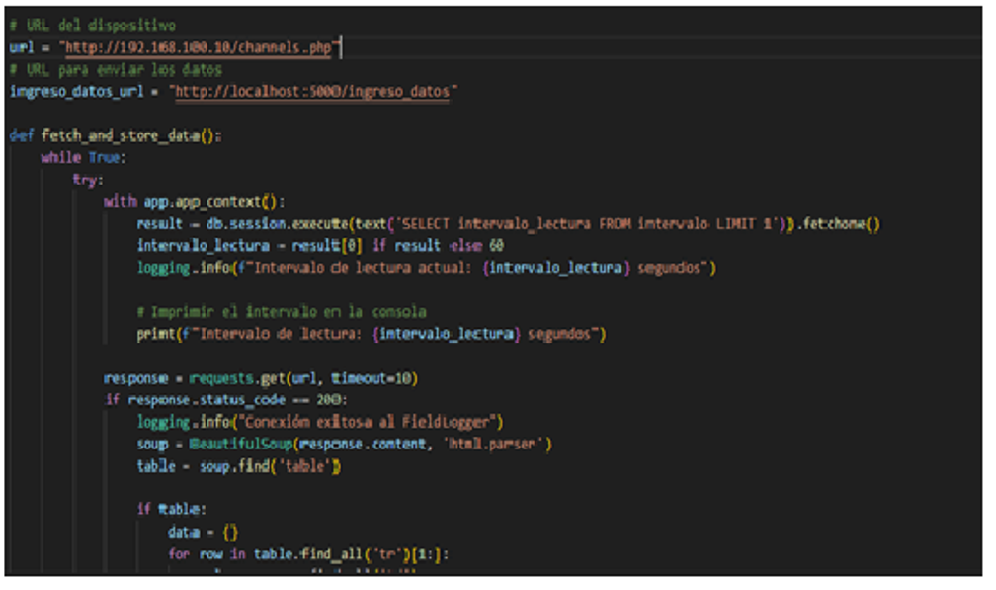 # URL del dispositivo
url = "http://192.168.100.10/channels.php"
# URL para enviar los datos
ingreso_datos_url = "http://localhost:5000/ingreso_datos"
def fetch_and_store_data():
while True:
try:
with app.app_context():
result = db.session.execute(text('SELECT intervalo_lectura FROM intervalo LIMIT 1')).fetchone()
intervalo_lectura = result[0] if result else 60
logging.info(f"Intervalo de lectura actual: {intervalo_lectura} segundos")
# Imprimir el intervalo en la consola
print(f"Intervalo de lectura: {intervalo_lectura} segundos")
response = requests.get(url, timeout=10)
if response.status_code == 200:
logging.info("Conexión exitosa al FieldLogger")
soup = BeautifulSoup(response.content, 'html.parser')
table = soup.find('table')
if table:
data = {}
for row in table.find_all('tr')[1:]: